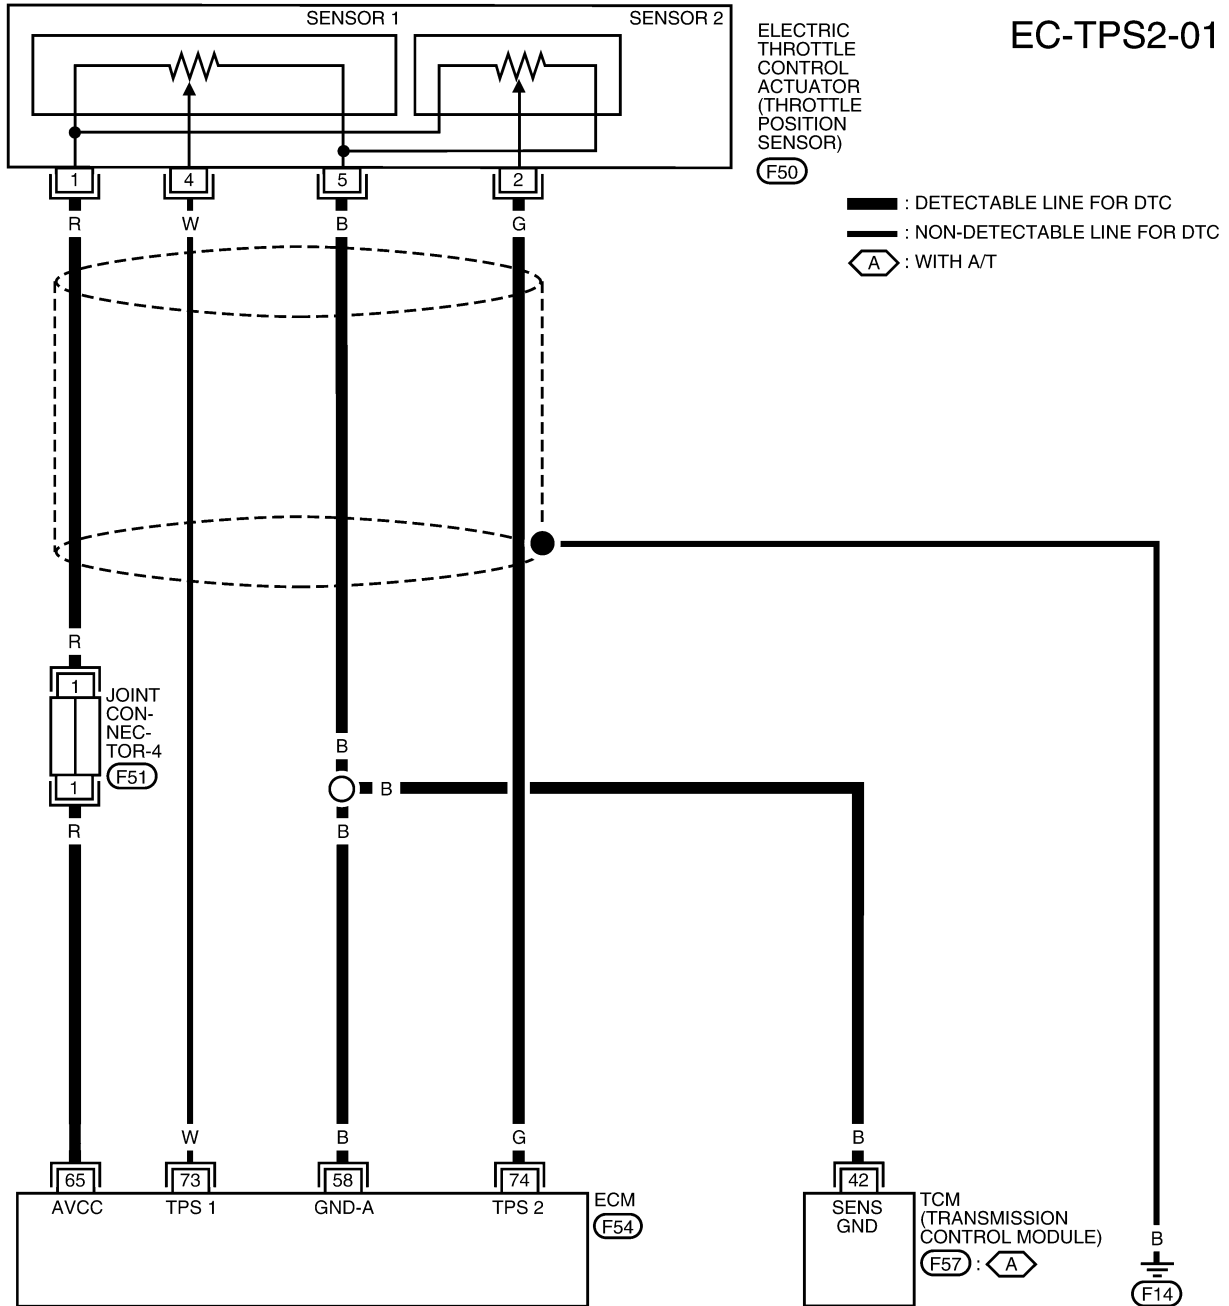 SENSOR 1
SENSOR 2
EC-TPS2-01
ELECTRIC
THROTTLE
CONTROL
ACTUATOR
(THROTTLE
POSITION
SENSOR)
F50
1
4
5
2
R
W
B
G
: DETECTABLE LINE FOR DTC
: NON-DETECTABLE LINE FOR DTC
A : WITH A/T
R
1
JOINT
CON-
NEC-
TOR-4
F51
1
R
B
B
B
W
B
G
B
65
73
58
74
42
AVCC
TPS 1
GND-A
TPS 2
ECM
F54
SENS
GND
TCM
(TRANSMISSION
CONTROL MODULE)
F57 : A
B
F14